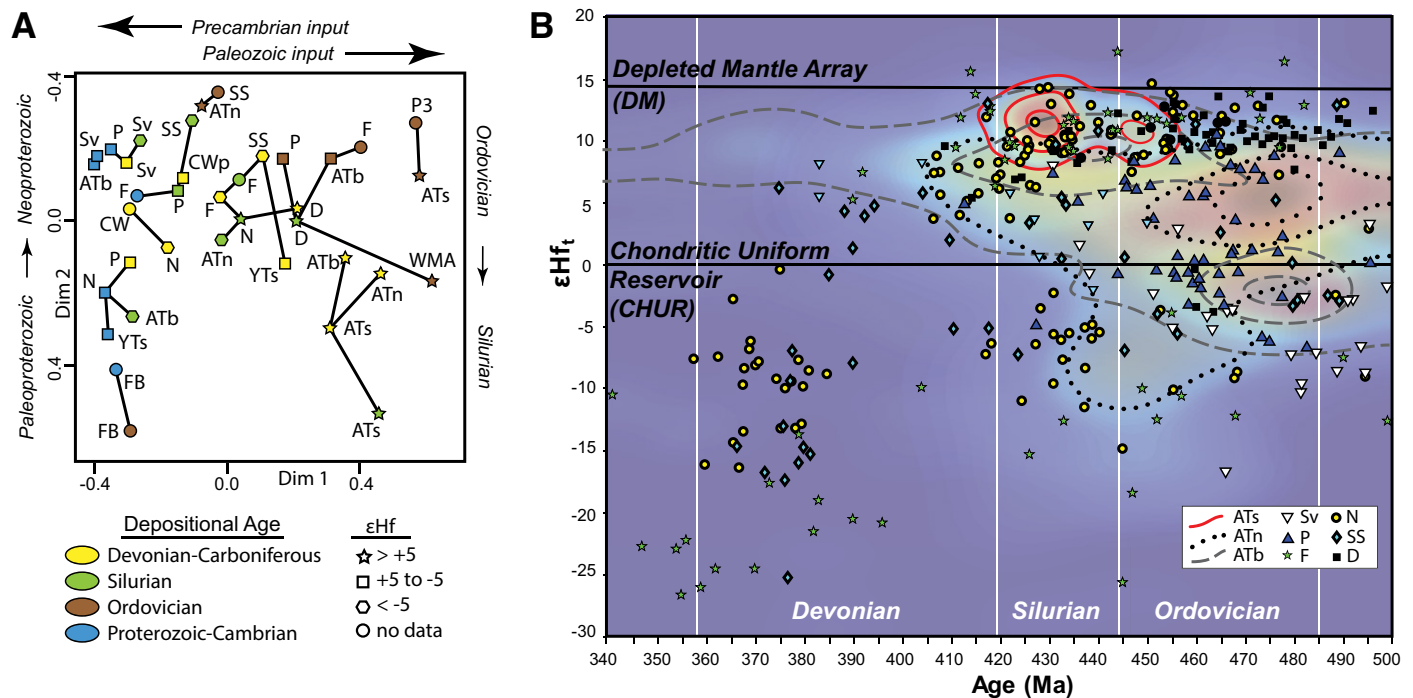 A
Precambrian input
Paleozoic input
-0.4
0.0
0.4
Dim 2
Paleoproterozoic
Neoproterozoic
Ordovician
Silurian
SS
ATn
P3
ATs
Sv
P
Sv
ATb
Sv
SS
CWp
SS
P
F
ATb
F
P
F
F
D
CW
N
N
ATn
D
P
YTs
ATb
WMA
N
ATn
ATb
YTs
ATs
FB
FB
ATs
-0.4
0.0
Dim 1
0.4
Depositional Age
Devonian-Carboniferous
Silurian
Ordovician
Proterozoic-Cambrian
εHf
> +5
+5 to -5
< -5
no data
B
20
15
10
5
0
-5
-10
-15
-20
-25
-30
εHft
Depleted Mantle Array
(DM)
Chondritic Uniform
Reservoir
(CHUR)
Devonian
Silurian
Ordovician
ATs
ATn
ATb
Sv
P
F
N
SS
D
340
350
360
370
380
390
400
420
430
440
450
460
470
480
490
500
Age (Ma)